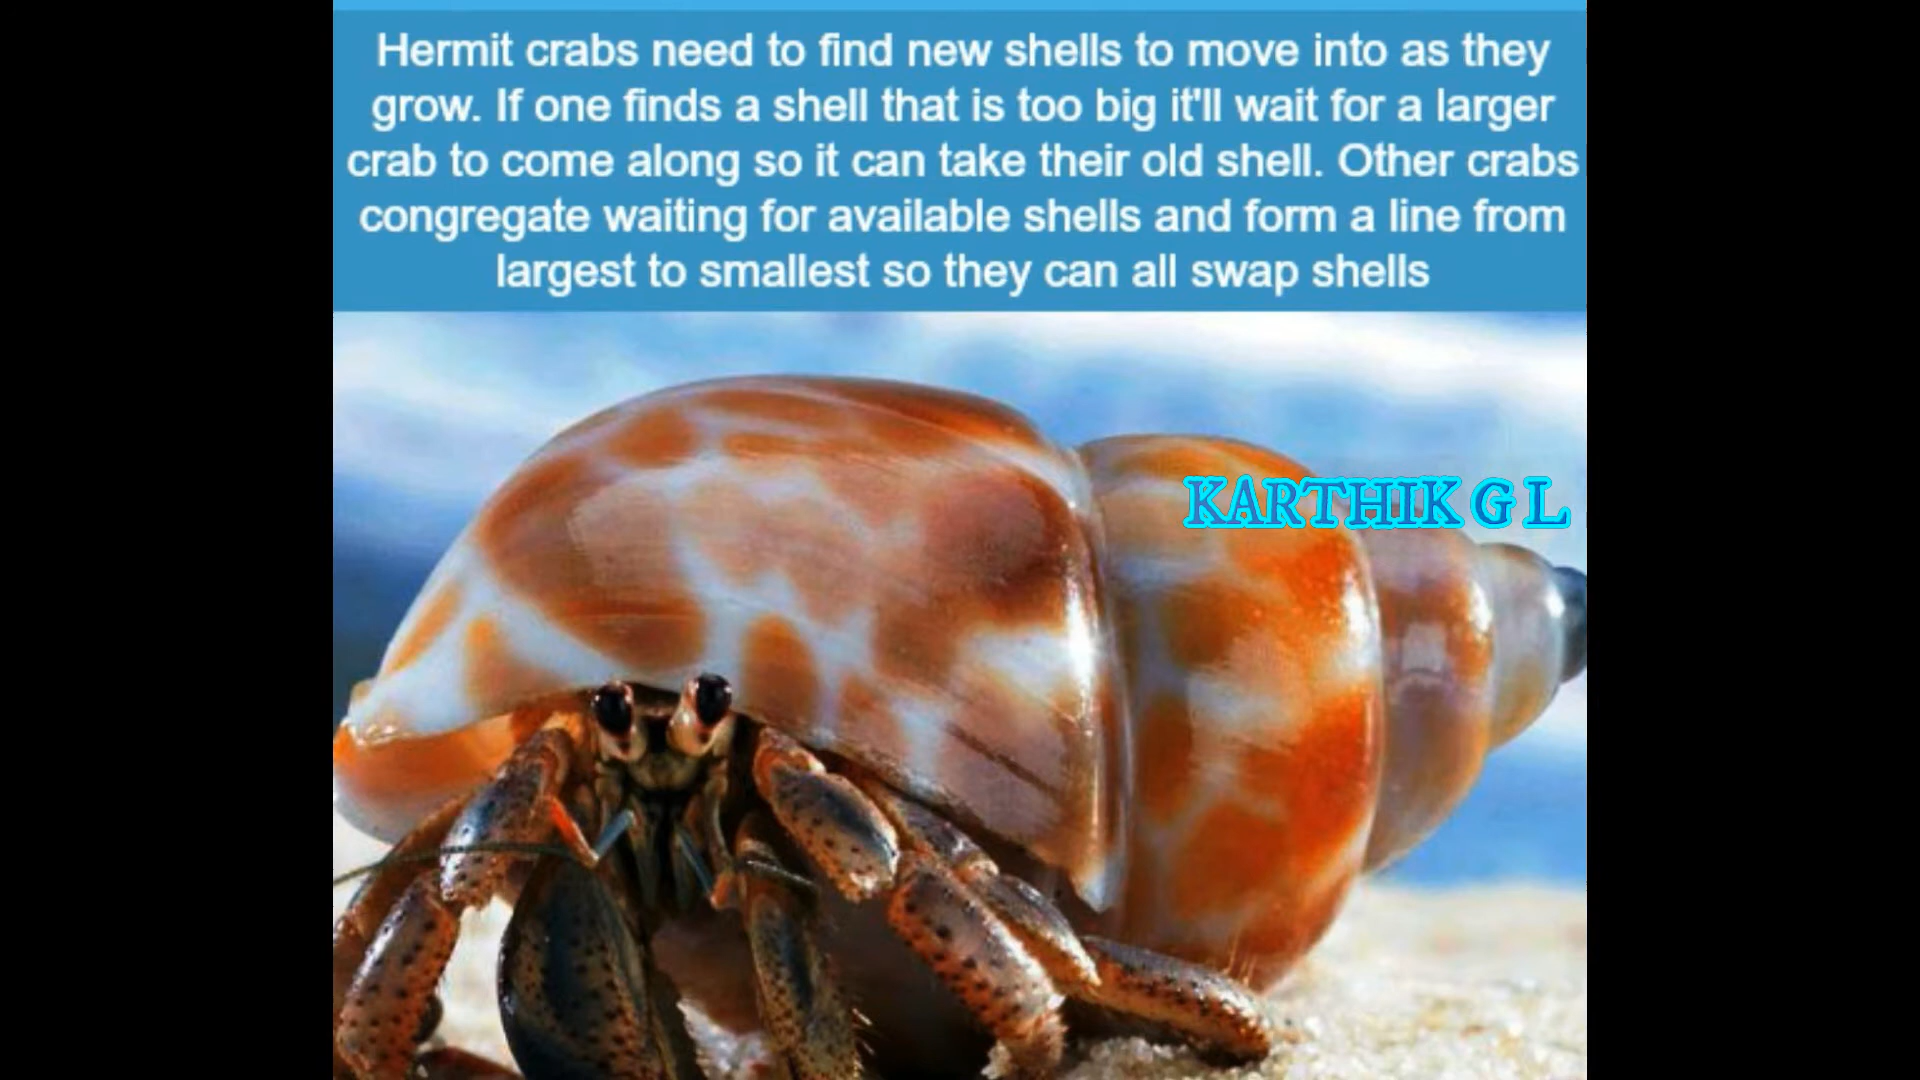 Hermit crabs need to find new shells to move into as they
grow. If one finds a shell that is too big it'll wait for a larger
crab to come along so it can take their old shell. Other crabs
congregate waiting for available shells and form a line from
largest to smallest so they can all swap shells
KARTHIK G L